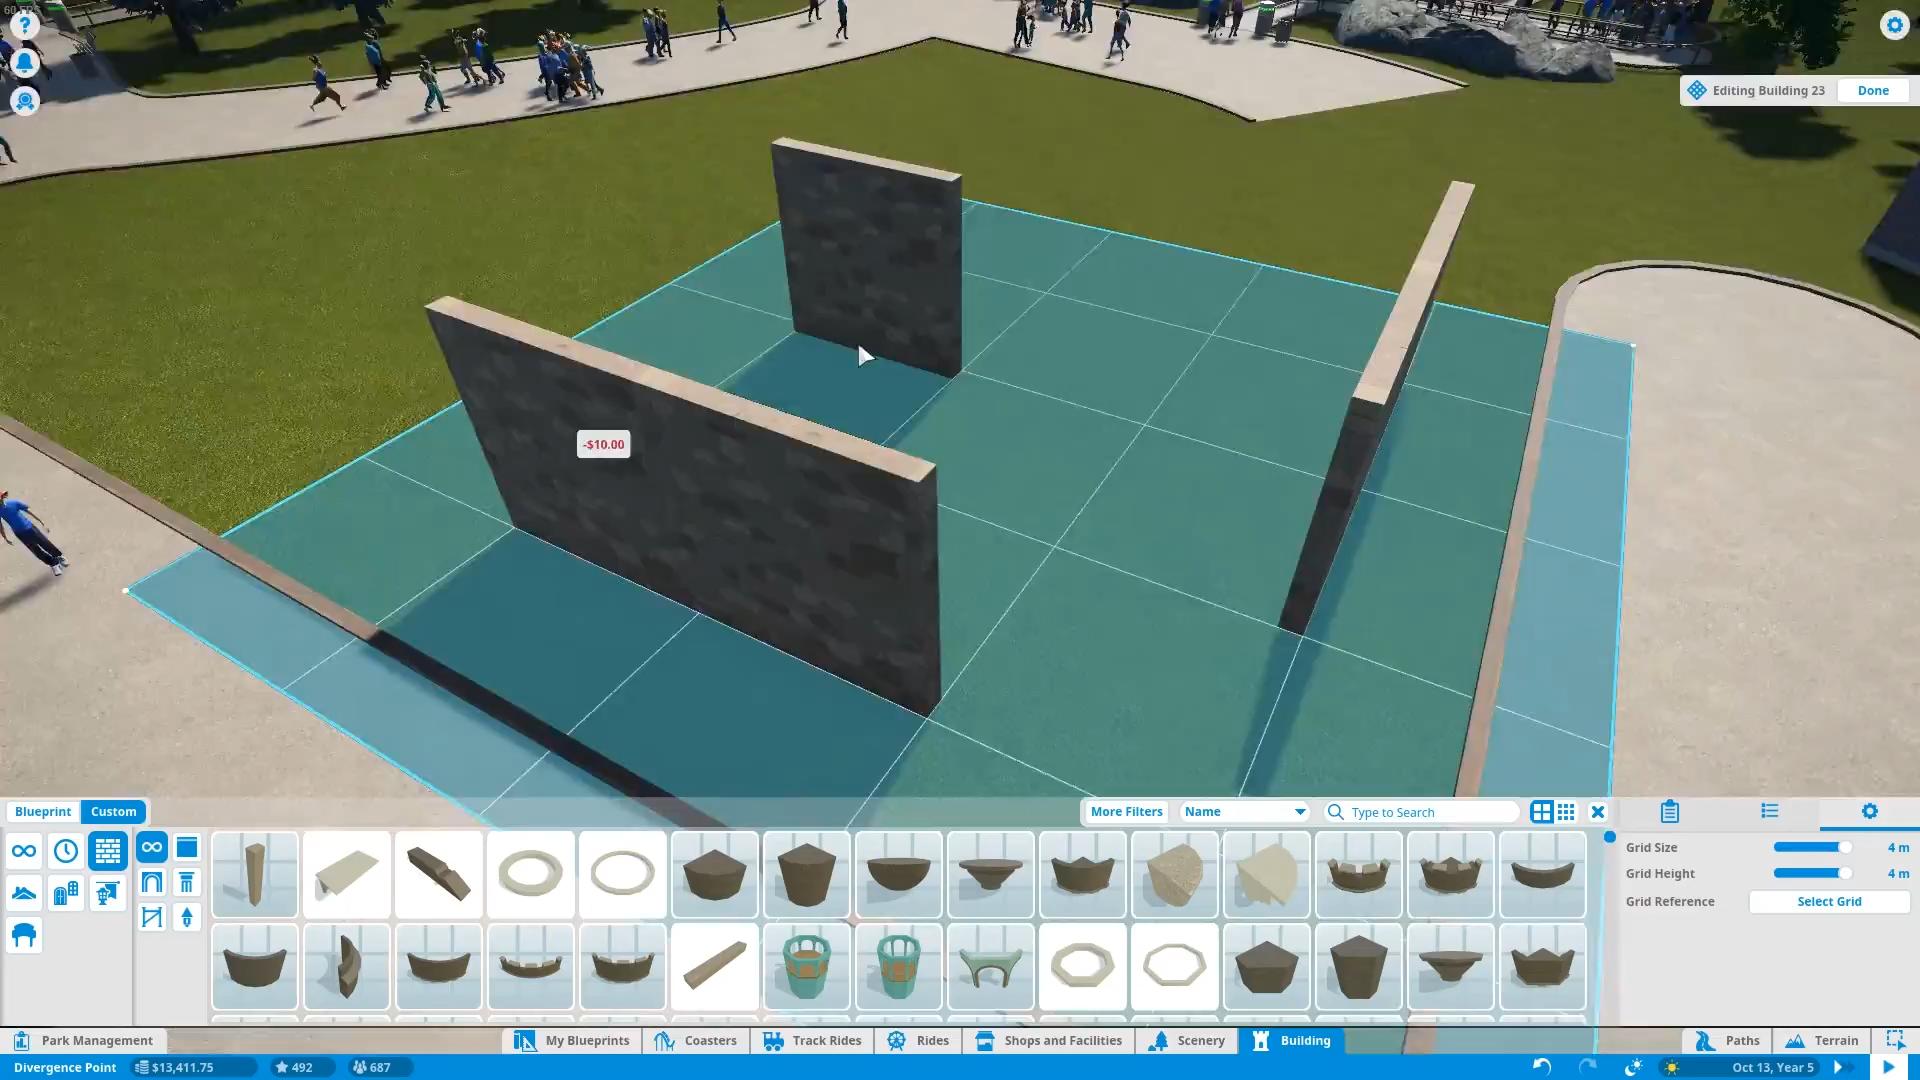 60 FPS
?
Editing Building 23
Done
-$10.00
Blueprint
Custom
More Filters
Name
Type to Search
Grid Size
4 m
Grid Height
4 m
Grid Reference
Select Grid
Park Management
My Blueprints
Coasters
Track Rides
Rides
Shops and Facilities
Scenery
Building
Paths
Terrain
Divergence Point
$13,411.75
492
687
Oct 13, Year 5